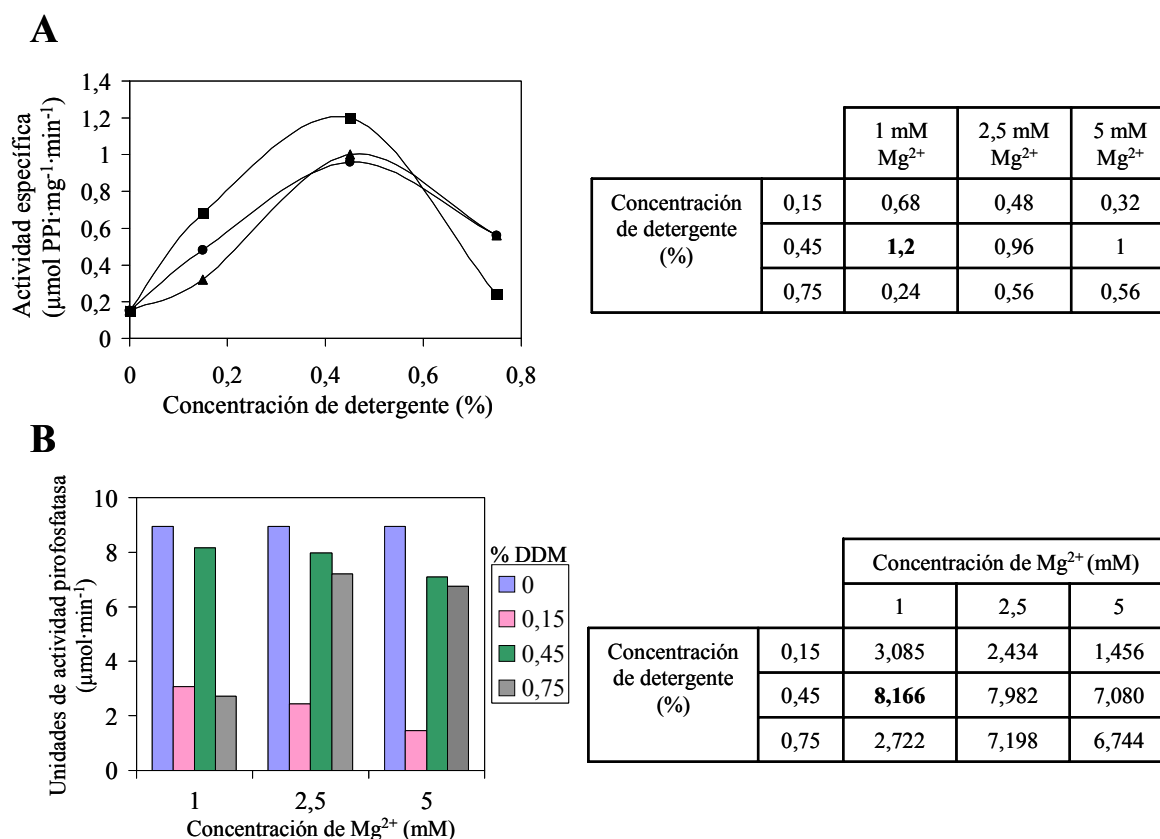 A
1,4
1,2
1
0,8
0,6
0,4
0,2
0
0
0,2
0,4
0,6
0,8
Actividad específica
(µmol PPi·mg⁻¹·min⁻¹)
Concentración de detergente (%)
1 mM Mg²⁺
2,5 mM Mg²⁺
5 mM Mg²⁺
Concentración
de detergente
(%)
0,15 0,68 0,48 0,32
0,45 1,2 0,96 1
0,75 0,24 0,56 0,56
B
10
8
6
4
2
0
1
2,5
5
Unidades de actividad pirofosfatasa
(µmol·min⁻¹)
Concentración de Mg²⁺ (mM)
% DDM
0
0,15
0,45
0,75
Concentración de Mg²⁺ (mM)
1 2,5 5
Concentración
de detergente
(%)
0,15 3,085 2,434 1,456
0,45 8,166 7,982 7,080
0,75 2,722 7,198 6,744